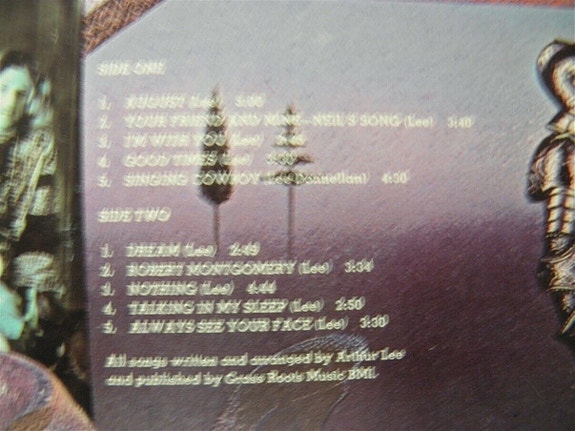 SIDE ONE
1. AUGUST (Lee) 5:00
2. YOUR FRIEND AND MINE - NEIL'S SONG (Lee) 3:40
3. I'M WITH YOU (Lee)
4. GOOD TIMES (Lee)
5. SINGING COWBOY (Lee-Donnellan) 4:30
SIDE TWO
1. DREAM (Lee) 2:49
2. ROBERT MONTGOMERY (Lee) 3:34
3. NOTHING (Lee) 4:44
4. TALKING IN MY SLEEP (Lee) 2:50
5. ALWAYS SEE YOUR FACE (Lee) 3:30
All songs written and arranged by Arthur Lee
and published by Grass Roots Music BMI.